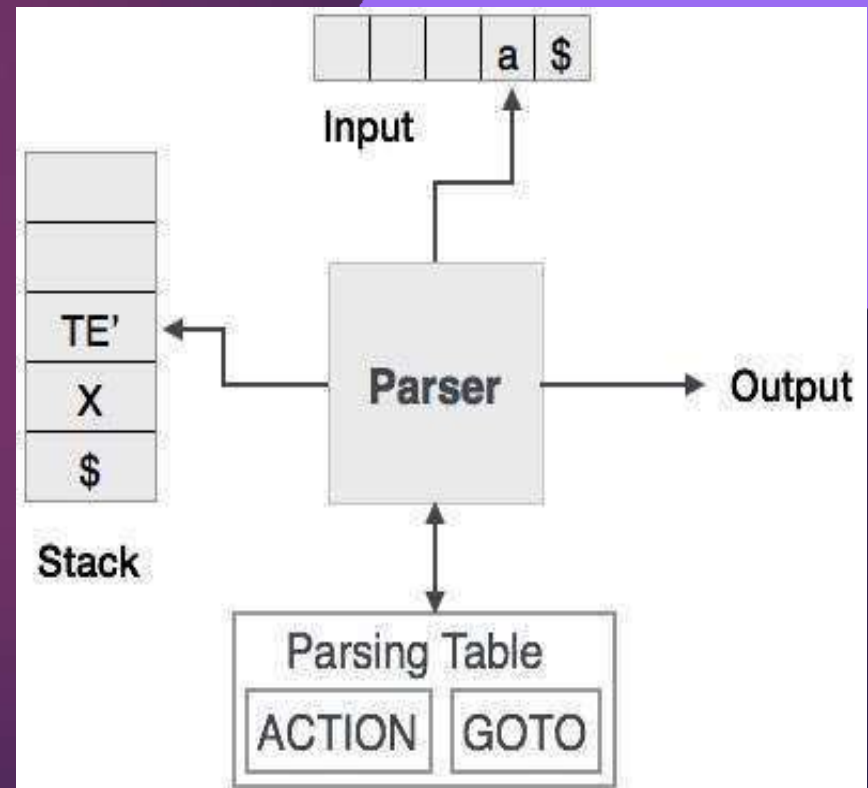 a $
Input
TE’
X
$
Stack
Parser
Output
Parsing Table
ACTION GOTO